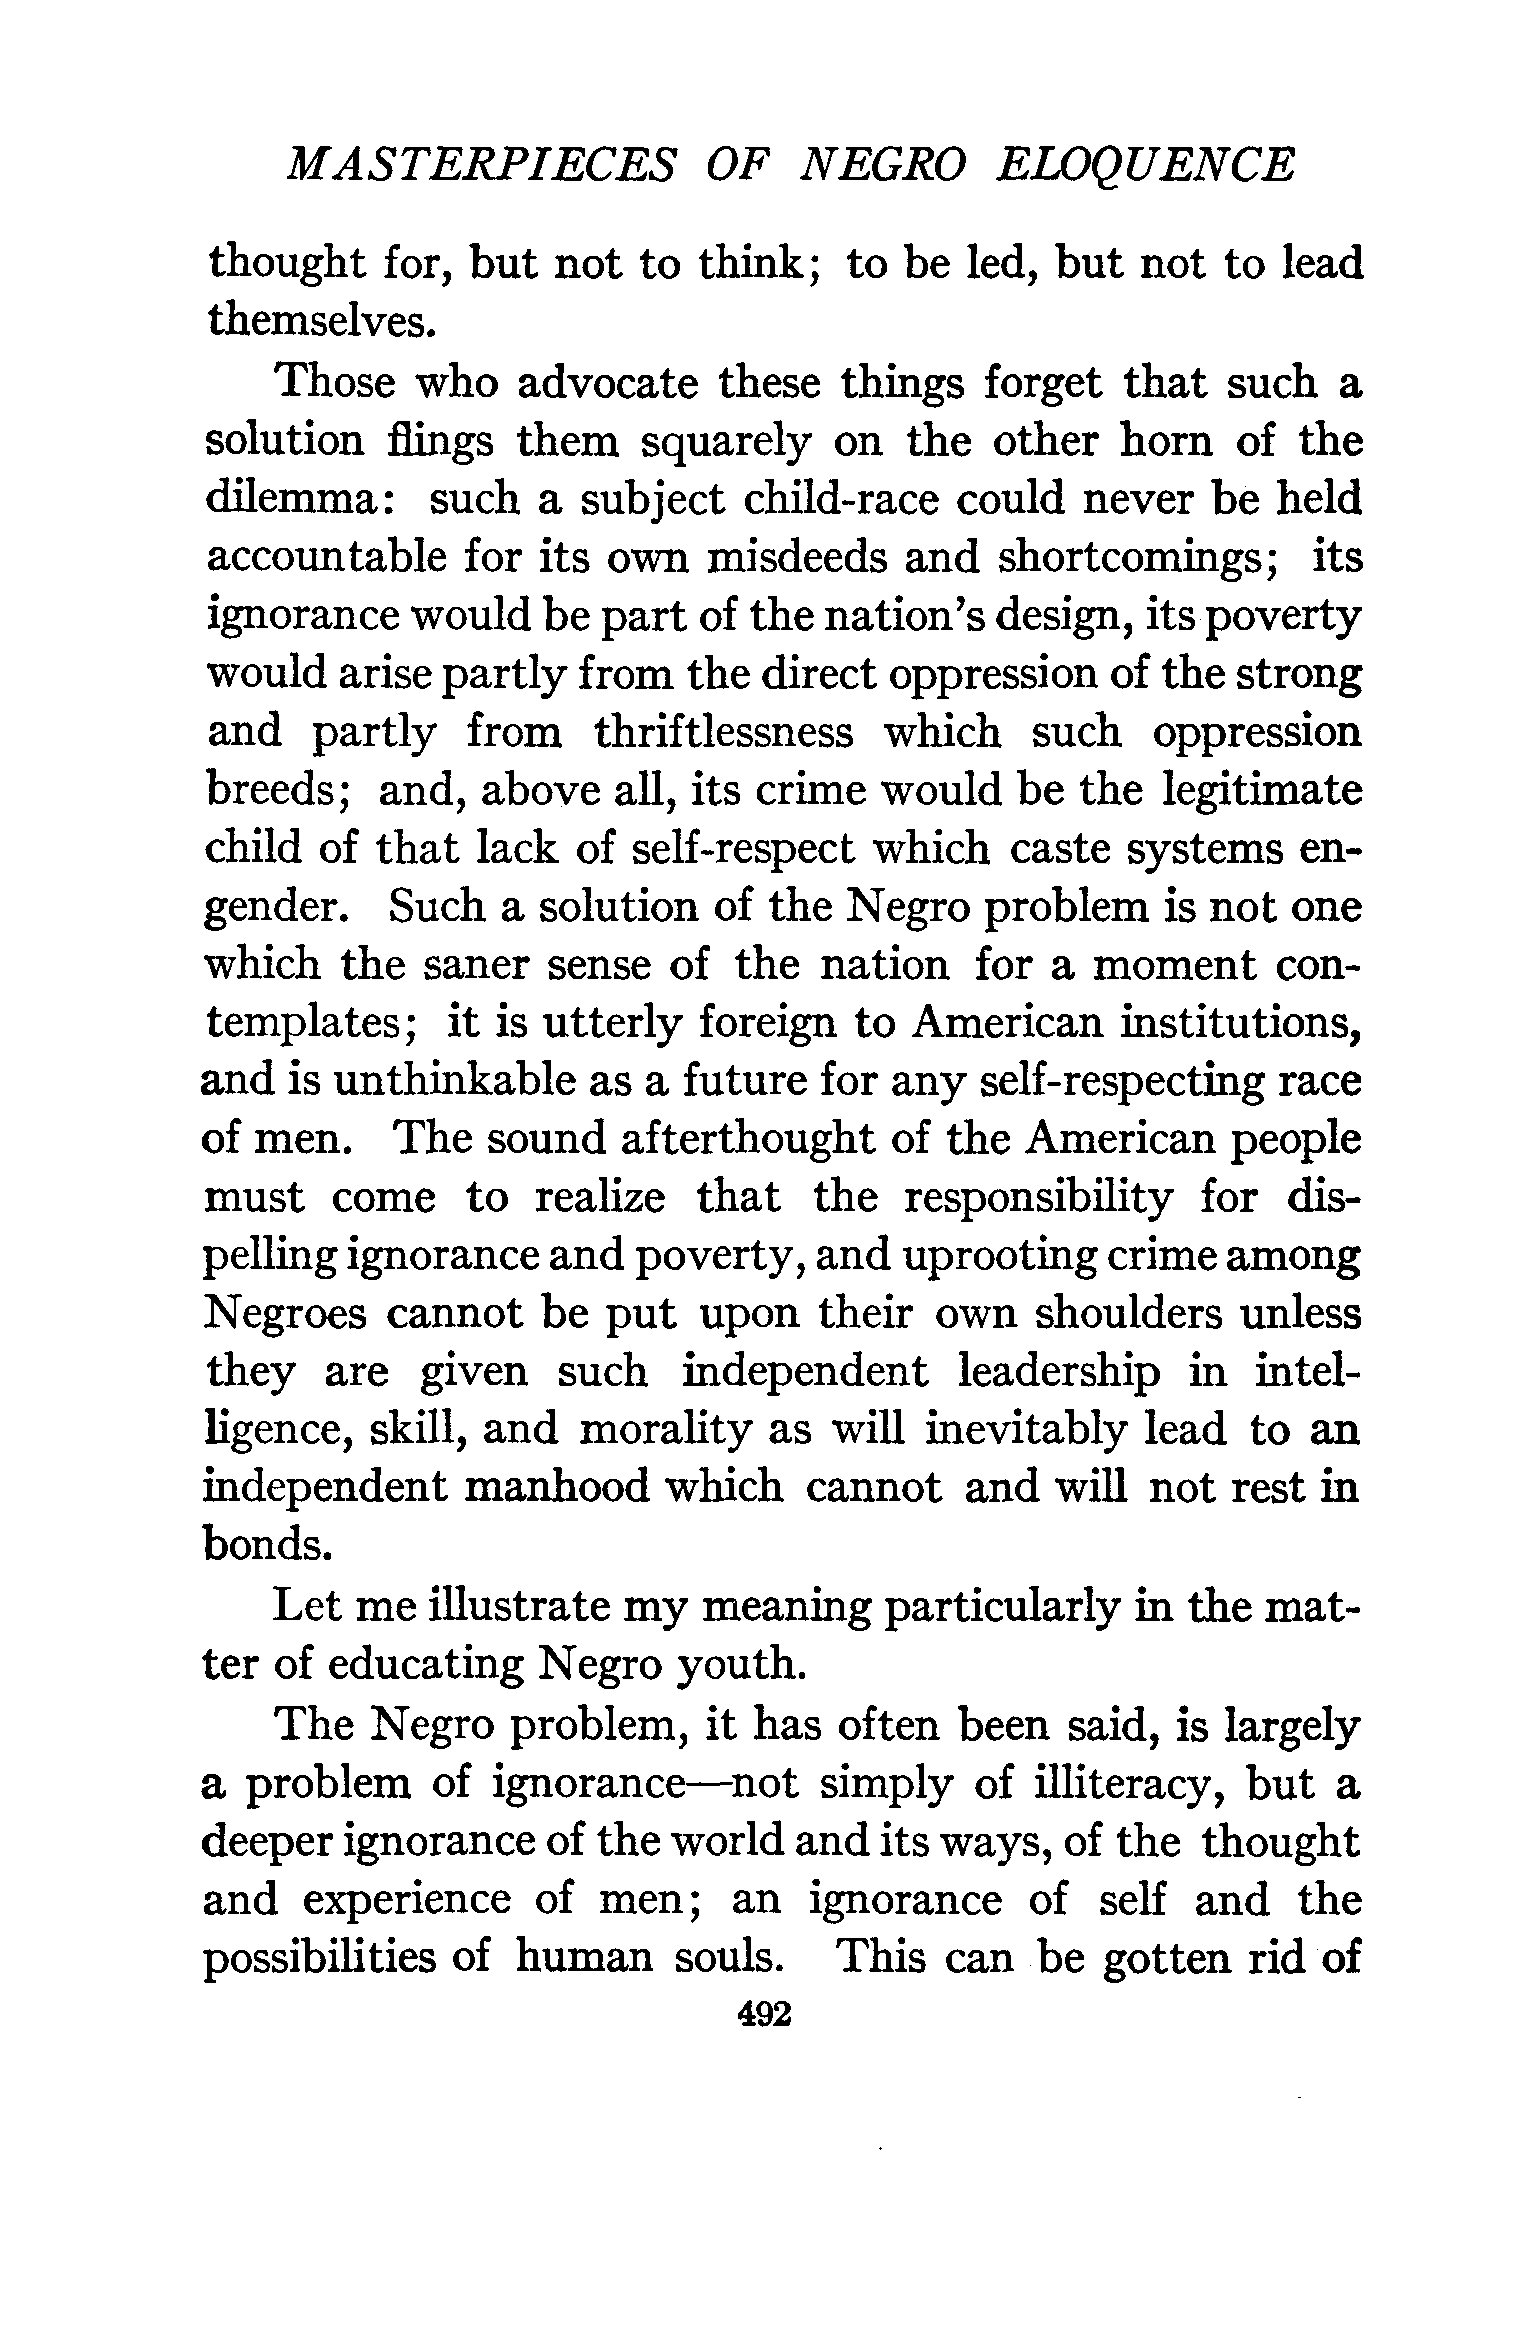 MASTERPIECES OF NEGRO ELOQUENCE
thought for, but not to think; to be led, but not to lead
themselves.
Those who advocate these things forget that such a
solution flings them squarely on the other horn of the
dilemma: such a subject child-race could never be held
accountable for its own misdeeds and shortcomings; its
ignorance would be part of the nation's design, its poverty
would arise partly from the direct oppression of the strong
and partly from thriftlessness which such oppression
breeds; and, above all, its crime would be the legitimate
child of that lack of self-respect which caste systems en-
gender. Such a solution of the Negro problem is not one
which the saner sense of the nation for a moment con-
templates; it is utterly foreign to American institutions,
and is unthinkable as a future for any self-respecting race
of men. The sound afterthought of the American people
must come to realize that the responsibility for dis-
pelling ignorance and poverty, and uprooting crime among
Negroes cannot be put upon their own shoulders unless
they are given such independent leadership in intel-
ligence, skill, and morality as will inevitably lead to an
independent manhood which cannot and will not rest in
bonds.
Let me illustrate my meaning particularly in the mat-
ter of educating Negro youth.
The Negro problem, it has often been said, is largely
a problem of ignorance—not simply of illiteracy, but a
deeper ignorance of the world and its ways, of the thought
and experience of men; an ignorance of self and the
possibilities of human souls. This can be gotten rid of
492